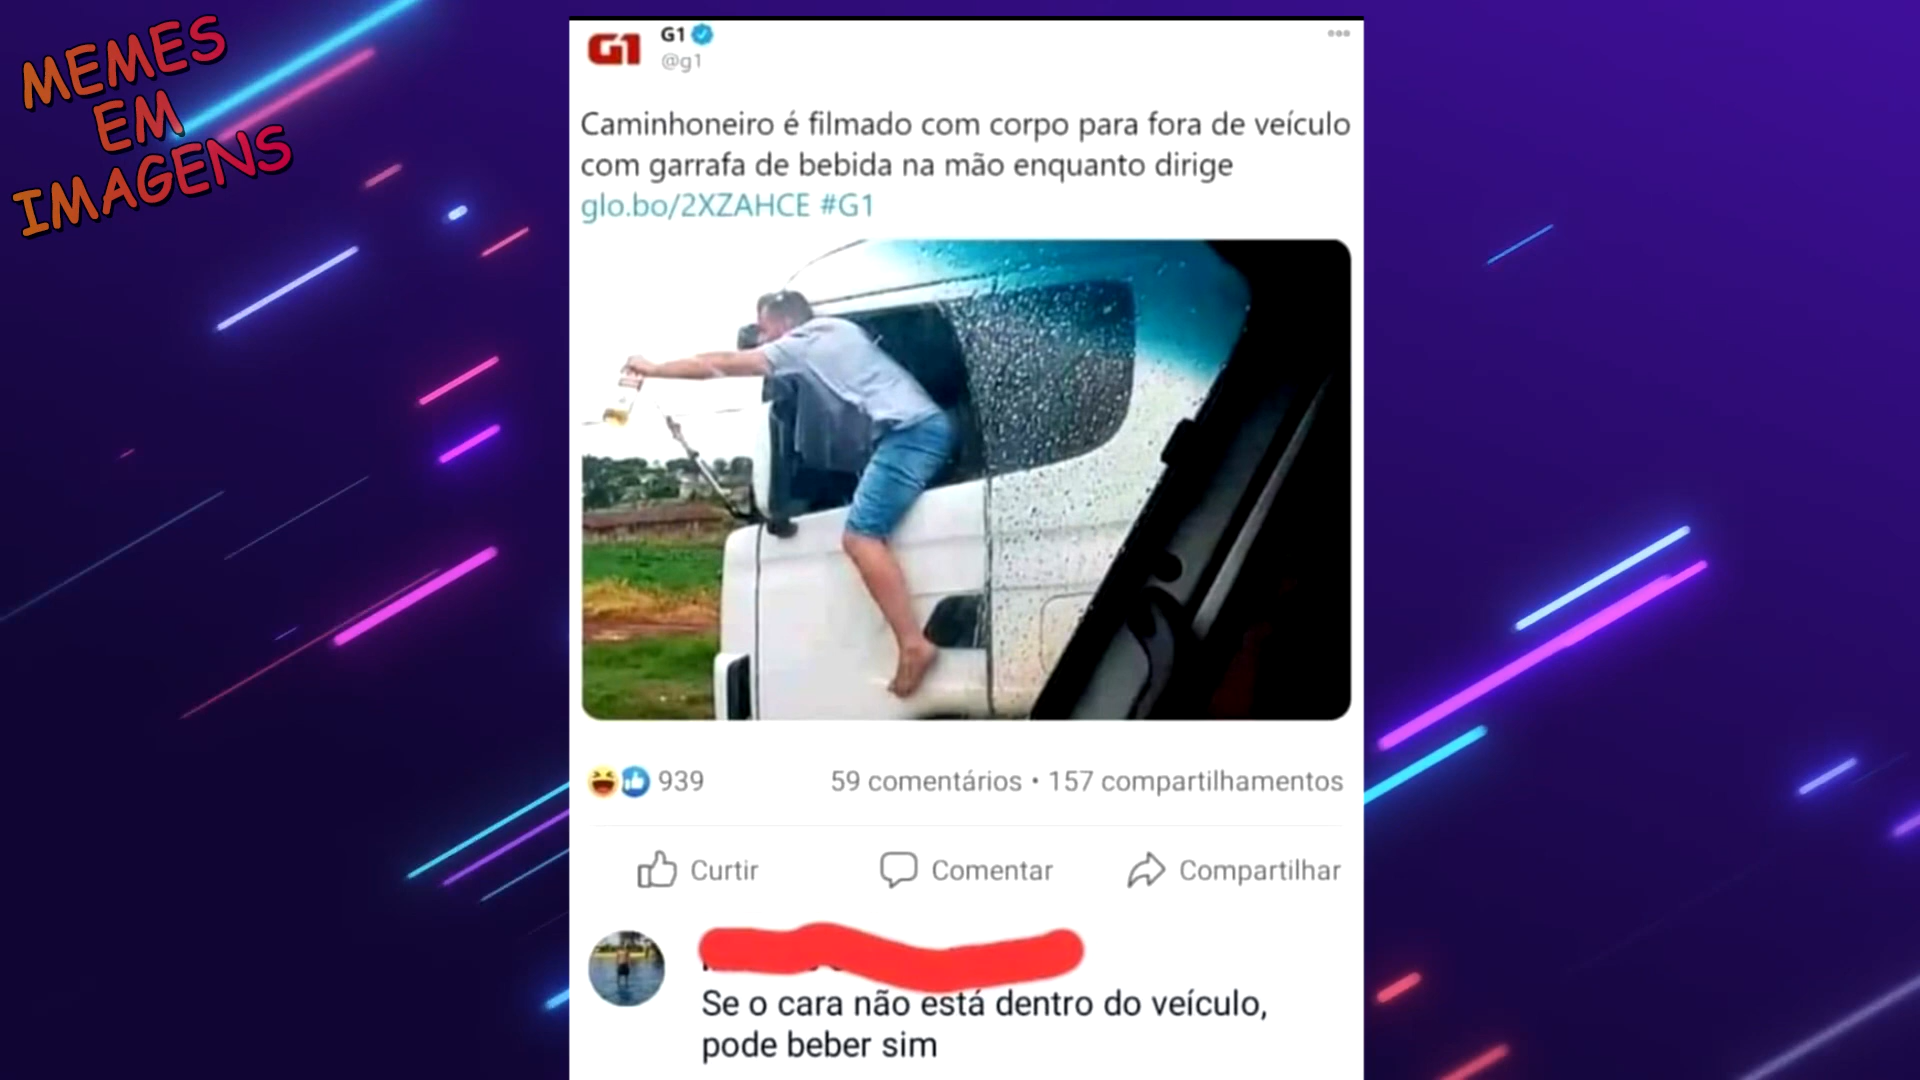 MEMES
EM
IMAGENS
G1
G1
@g1
Caminhoneiro é filmado com corpo para fora de veículo
com garrafa de bebida na mão enquanto dirige
glo.bo/2XZAHCE #G1
939
59 comentários • 157 compartilhamentos
Curtir
Comentar
Compartilhar
Se o cara não está dentro do veículo,
pode beber sim